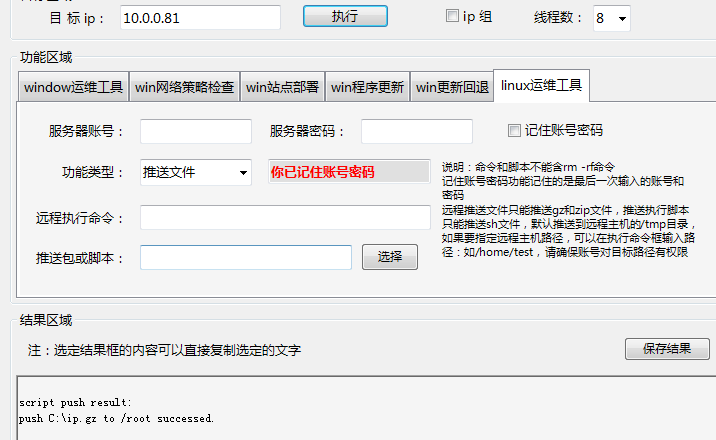 目 标 ip： 10.0.0.81 执行 ip 组 线程数： 8
功能区域
window运维工具 win网络策略检查 win站点部署 win程序更新 win更新回退 linux运维工具
服务器账号： 服务器密码： 记住账号密码
功能类型： 推送文件 你已记住账号密码
说明：命令和脚本不能含rm -rf命令
记住账号密码功能记住的是最后一次输入的账号和
密码
远程推送文件只能推送gz和zip文件，推送执行脚本
只能推送sh文件，默认推送到远程主机的/tmp目录，
如果要指定远程主机路径，可以在执行命令框输入路
径：如/home/test，请确保账号对目标路径有权限
远程执行命令：
推送包或脚本： 选择
结果区域
注：选定结果框的内容可以直接复制选定的文字 保存结果
script push result:
push C:\ip.gz to /root successed.